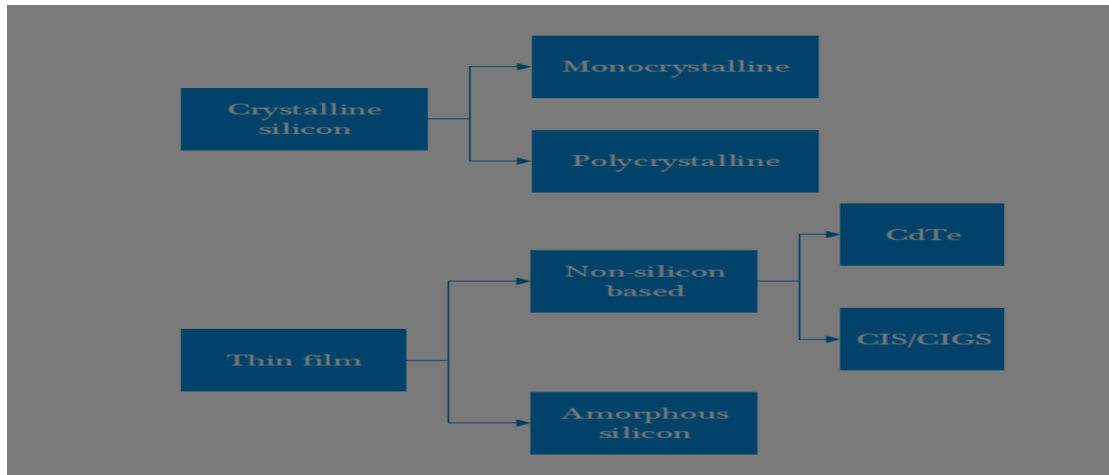 Monocrystalline
Crystalline
silicon
Polycrystalline
CdTe
Non-silicon
based
CIS/CIGS
Thin film
Amorphous
silicon